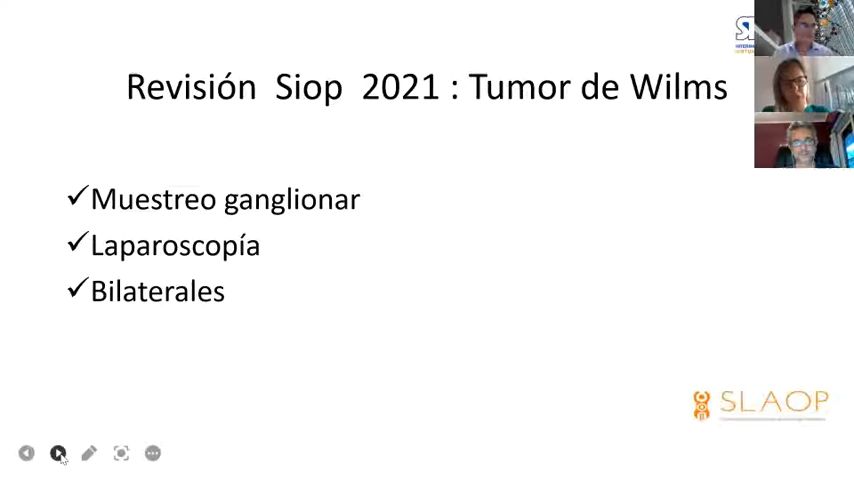 Revisión Siop 2021 : Tumor de Wilms
Muestreo ganglionar
Laparoscopía
Bilaterales
SLAOP